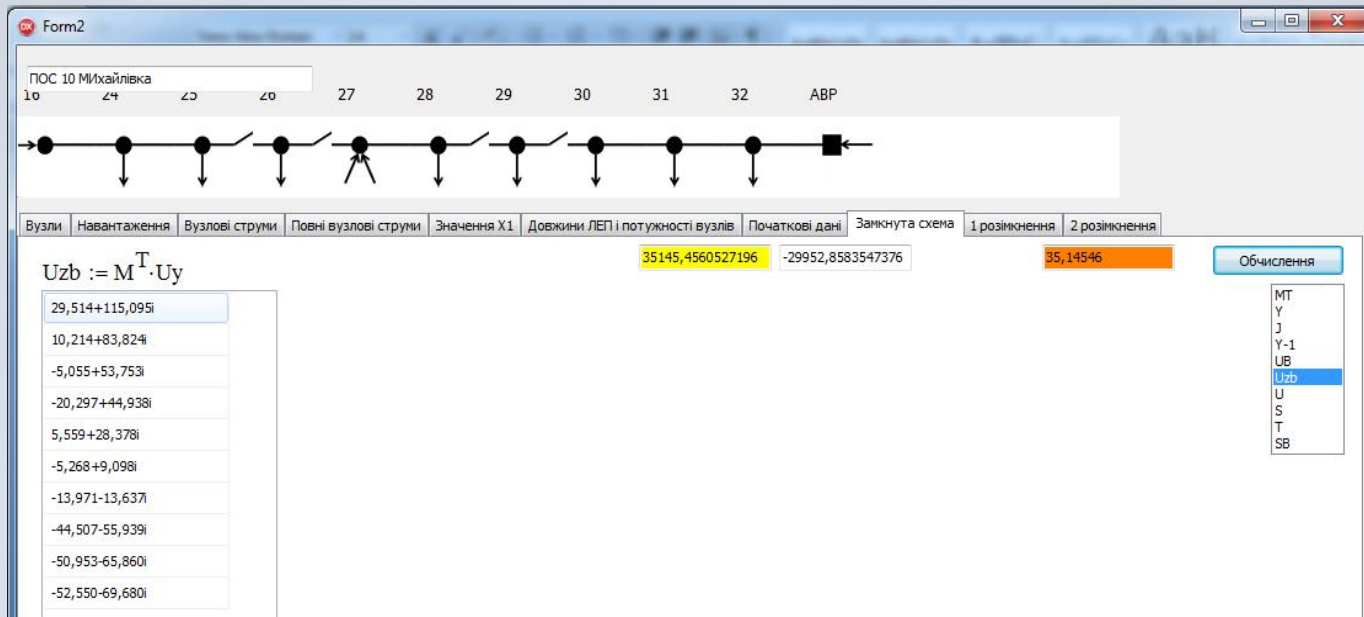 Form2
ПОС 10 МИхайлівка
16 24 25 26 27 28 29 30 31 32 АВР
Вузли Навантаження Вузлові струми Повні вузлові струми Значення X1 Довжини ЛЕП і потужності вузлів Початкові дані Замкнута схема 1 розімкнення 2 розімкнення
35145,4560527196 -29952,8583547376 35,14546 Обчислення
Uzb := M^T·Uy
29,514+115,095i
10,214+83,824i
-5,055+53,753i
-20,297+44,938i
5,559+28,378i
-5,268+9,098i
-13,971-13,637i
-44,507-55,939i
-50,953-65,860i
-52,550-69,680i
MT
Y
J
Y-1
UB
Uzb
U
S
T
SB